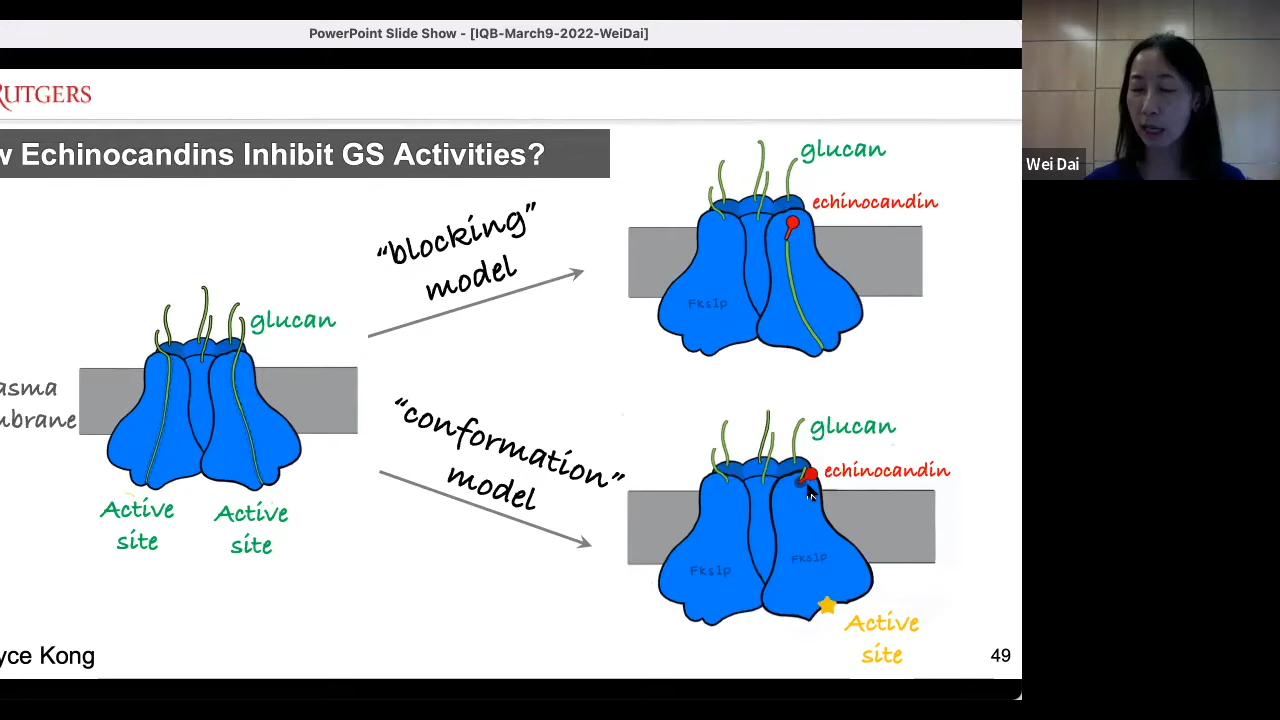 PowerPoint Slide Show - [IQB-March9-2022-WeiDai]
RUTGERS
w Echinocandins Inhibit GS Activities?
Wei Dai
glucan
echinocandin
"blocking"
model
Fks1p
glucan
asma
mbrane
"conformation"
model
glucan
echinocandin
Active
site
Active
site
Fks1p
Fks1p
Active
site
yce Kong
49